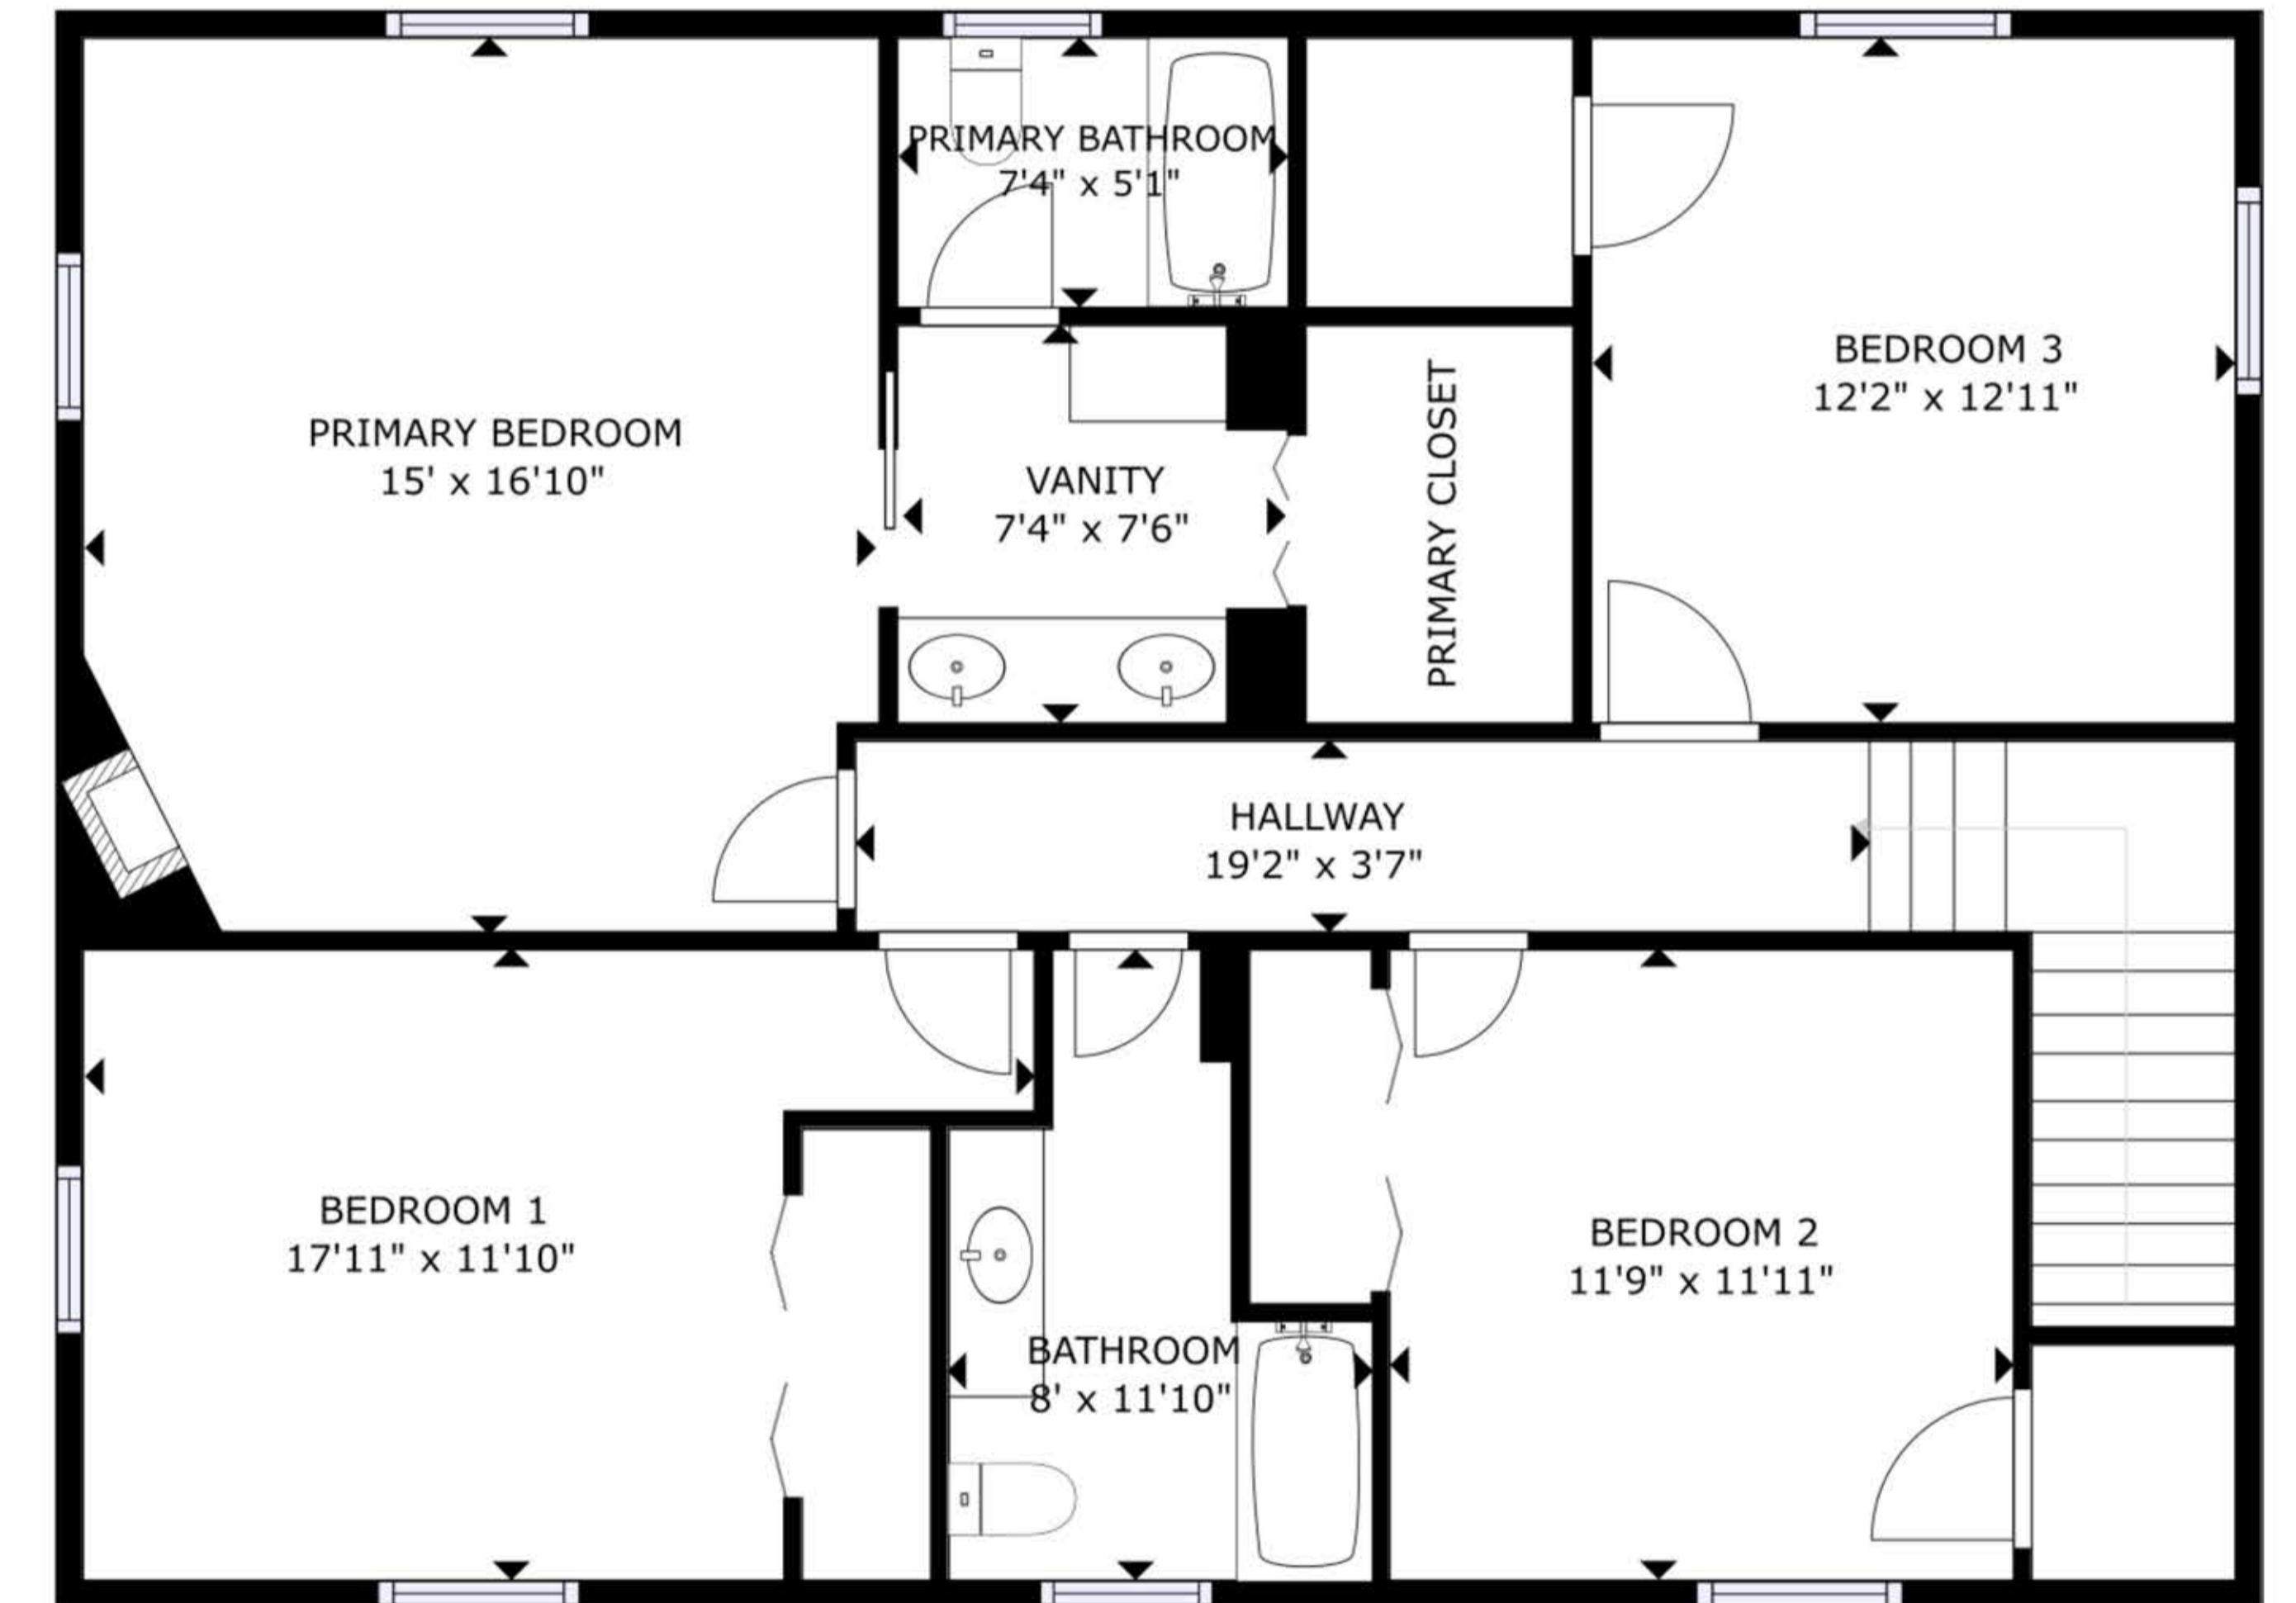 PRIMARY BATHROOM
7'4" x 5'1"
BEDROOM 3
12'2" x 12'11"
PRIMARY BEDROOM
15' x 16'10"
VANITY
7'4" x 7'6"
PRIMARY CLOSET
HALLWAY
19'2" x 3'7"
BEDROOM 1
17'11" x 11'10"
BEDROOM 2
11'9" x 11'11"
BATHROOM
8' x 11'10"